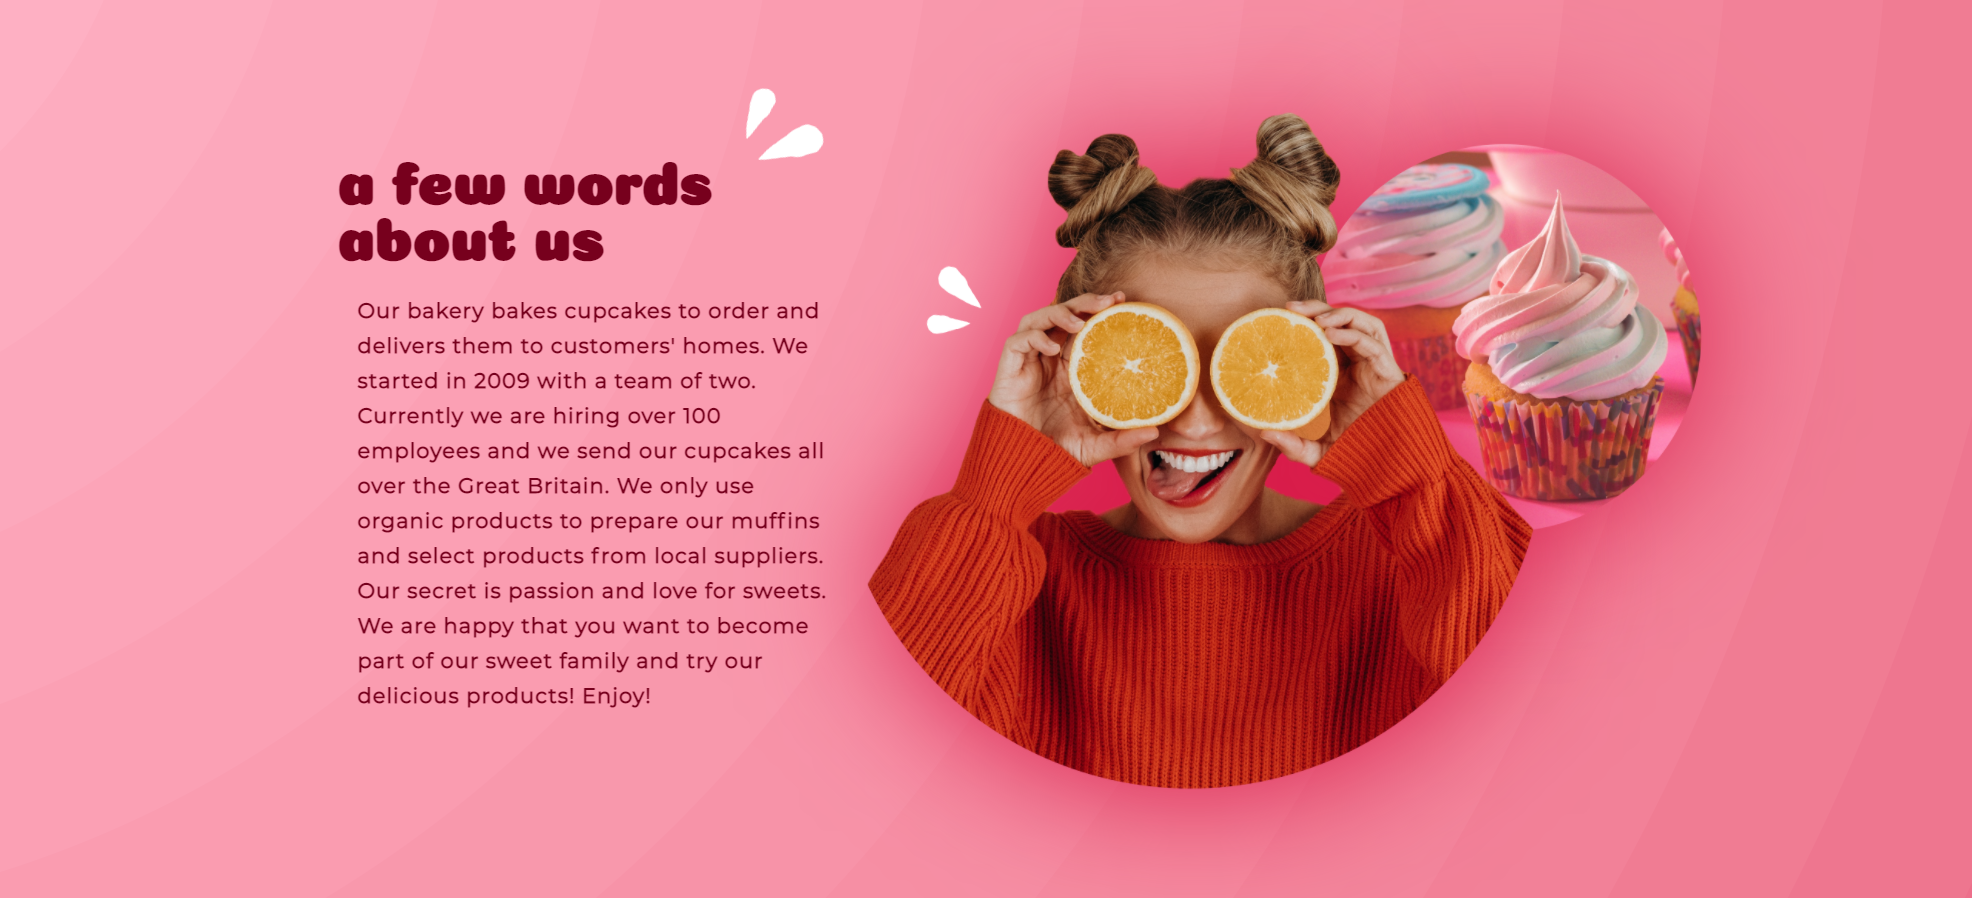 a few words
about us
Our bakery bakes cupcakes to order and
delivers them to customers' homes. We
started in 2009 with a team of two.
Currently we are hiring over 100
employees and we send our cupcakes all
over the Great Britain. We only use
organic products to prepare our muffins
and select products from local suppliers.
Our secret is passion and love for sweets.
We are happy that you want to become
part of our sweet family and try our
delicious products! Enjoy!